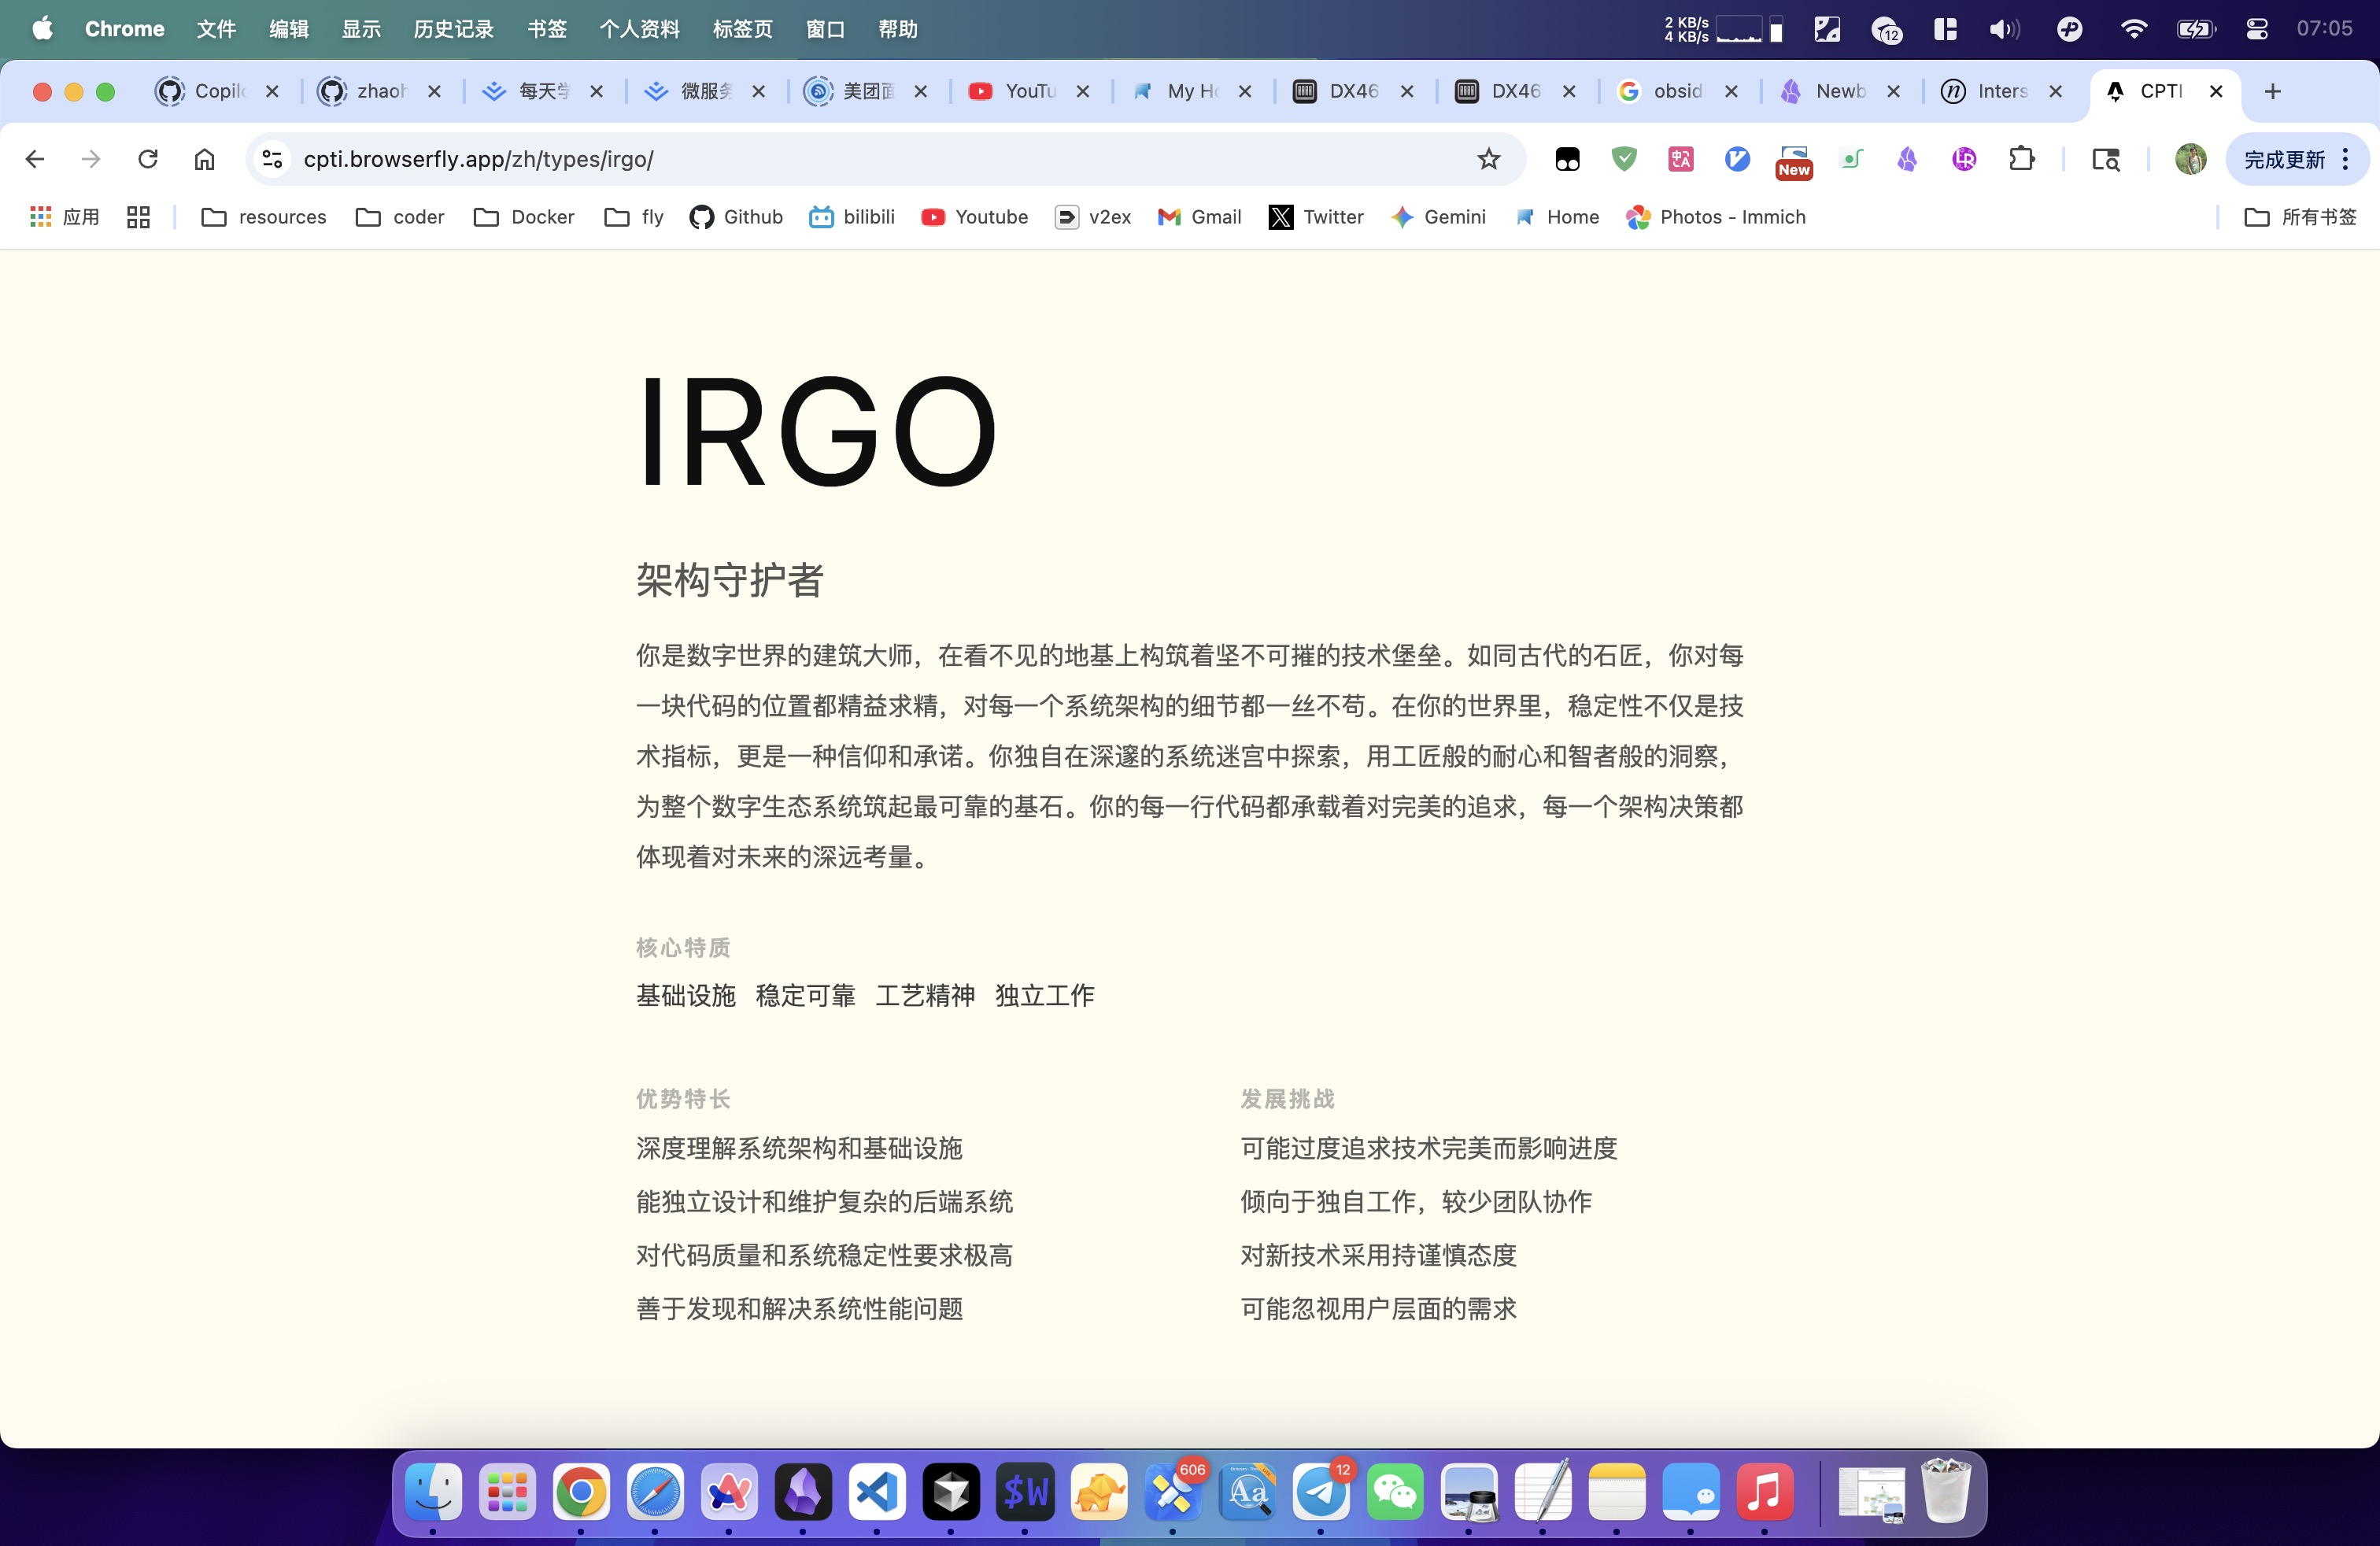 Chrome 文件 编辑 显示 历史记录 书签 个人资料 标签页 窗口 帮助 2 KB/s 4 KB/s 12 07:05
Copil zhaoh 每天学 微服务 美团面 YouTu My Ho DX46 DX46 obsid Newb Inters CPTI
cpti.browserfly.app/zh/types/irgo/ New 完成更新
应用 resources coder Docker fly Github bilibili Youtube v2ex Gmail Twitter Gemini Home Photos - Immich 所有书签
IRGO
架构守护者
你是数字世界的建筑大师，在看不见的地基上构筑着坚不可摧的技术堡垒。如同古代的石匠，你对每
一块代码的位置都精益求精，对每一个系统架构的细节都一丝不苟。在你的世界里，稳定性不仅是技
术指标，更是一种信仰和承诺。你独自在深邃的系统迷宫中探索，用工匠般的耐心和智者般的洞察，
为整个数字生态系统筑起最可靠的基石。你的每一行代码都承载着对完美的追求，每一个架构决策都
体现着对未来的深远考量。
核心特质
基础设施 稳定可靠 工艺精神 独立工作
优势特长
深度理解系统架构和基础设施
能独立设计和维护复杂的后端系统
对代码质量和系统稳定性要求极高
善于发现和解决系统性能问题
发展挑战
可能过度追求技术完美而影响进度
倾向于独自工作，较少团队协作
对新技术采用持谨慎态度
可能忽视用户层面的需求
$W 606 Aa 12